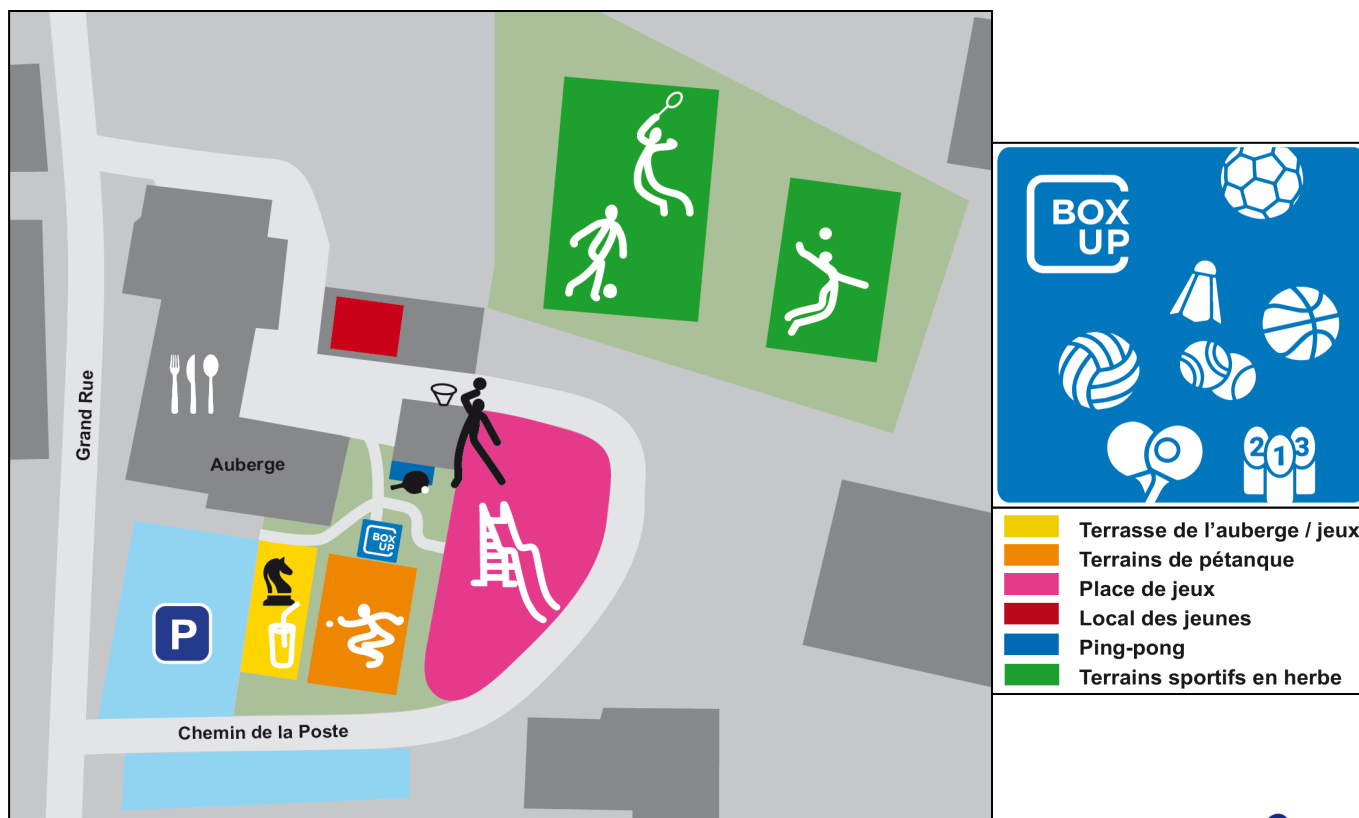 Grand Rue
Auberge
BOX
UP
P
Chemin de la Poste
BOX
UP
2 1 3
Terrasse de l'auberge / jeux
Terrains de pétanque
Place de jeux
Local des jeunes
Ping-pong
Terrains sportifs en herbe